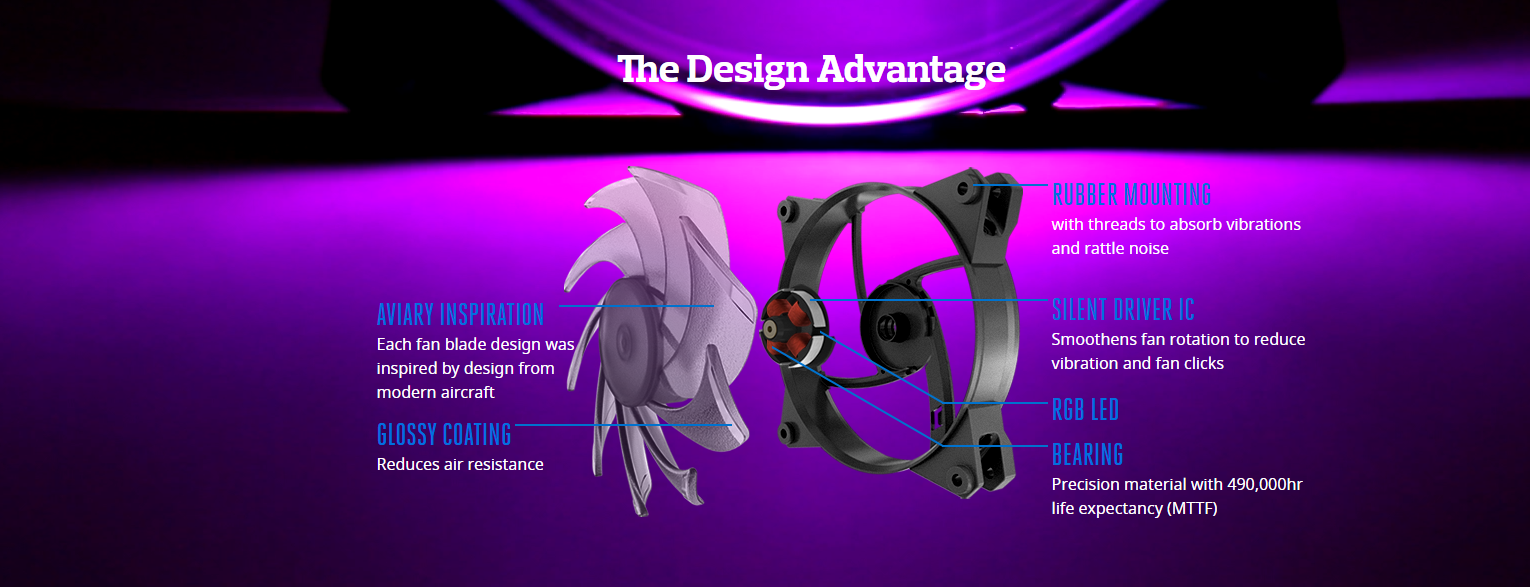 The Design Advantage
AVIARY INSPIRATION
Each fan blade design was
inspired by design from
modern aircraft
GLOSSY COATING
Reduces air resistance
RUBBER MOUNTING
with threads to absorb vibrations
and rattle noise
SILENT DRIVER IC
Smoothens fan rotation to reduce
vibration and fan clicks
RGB LED
BEARING
Precision material with 490,000hr
life expectancy (MTTF)